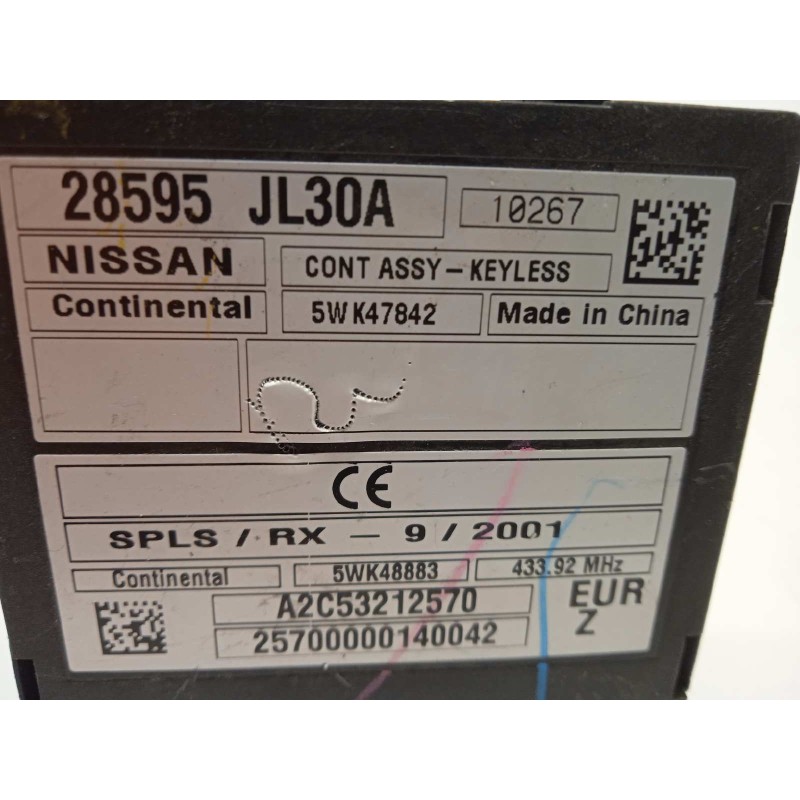 28595 JL30A 10267
NISSAN CONT ASSY-KEYLESS
Continental 5WK47842 Made in China
CE
SPLS / RX - 9 / 2001
Continental 5WK48883 433.92 MHz
A2C53212570 EUR
25700000140042 Z